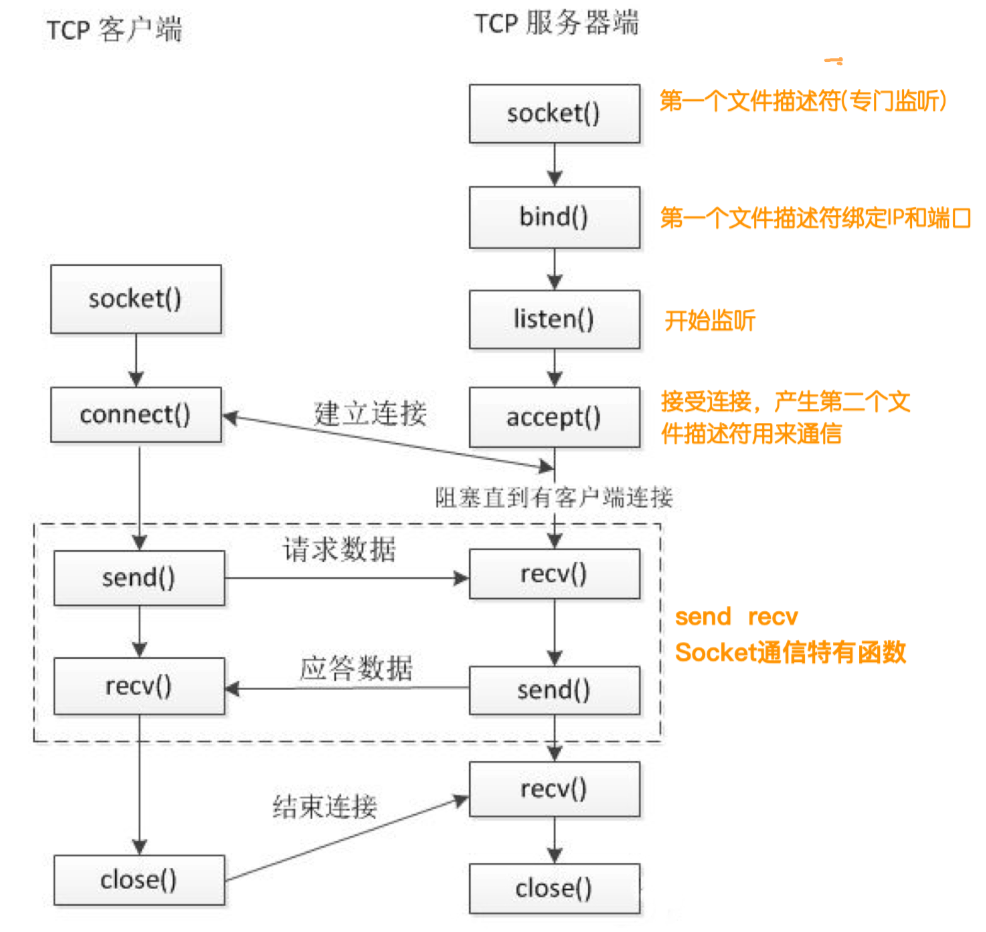 TCP 客户端
TCP 服务器端
socket()
第一个文件描述符(专门监听)
bind()
第一个文件描述符绑定IP和端口
socket()
listen()
开始监听
connect()
建立连接
accept()
接受连接，产生第二个文
件描述符用来通信
阻塞直到有客户端连接
send()
请求数据
recv()
send recv
Socket通信特有函数
recv()
应答数据
send()
结束连接
recv()
close()
close()